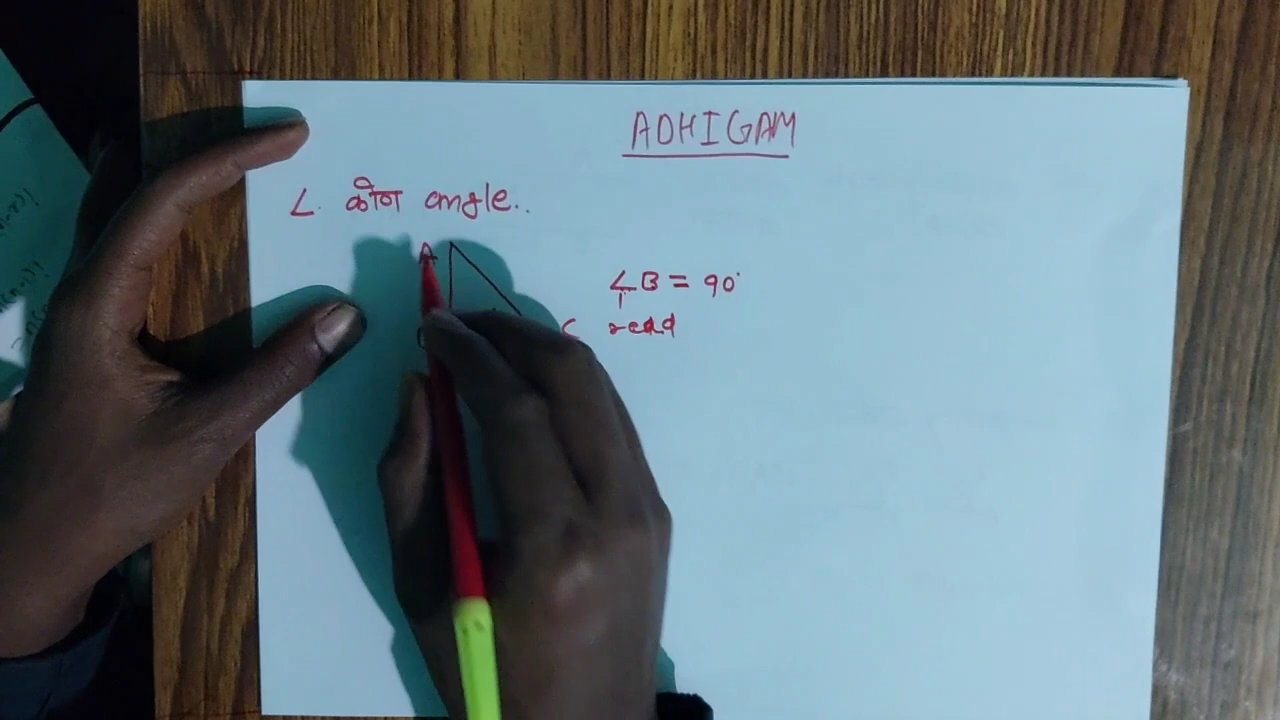 ADHIGAM
∠. कोण angle..
A
∠B = 90°
C read